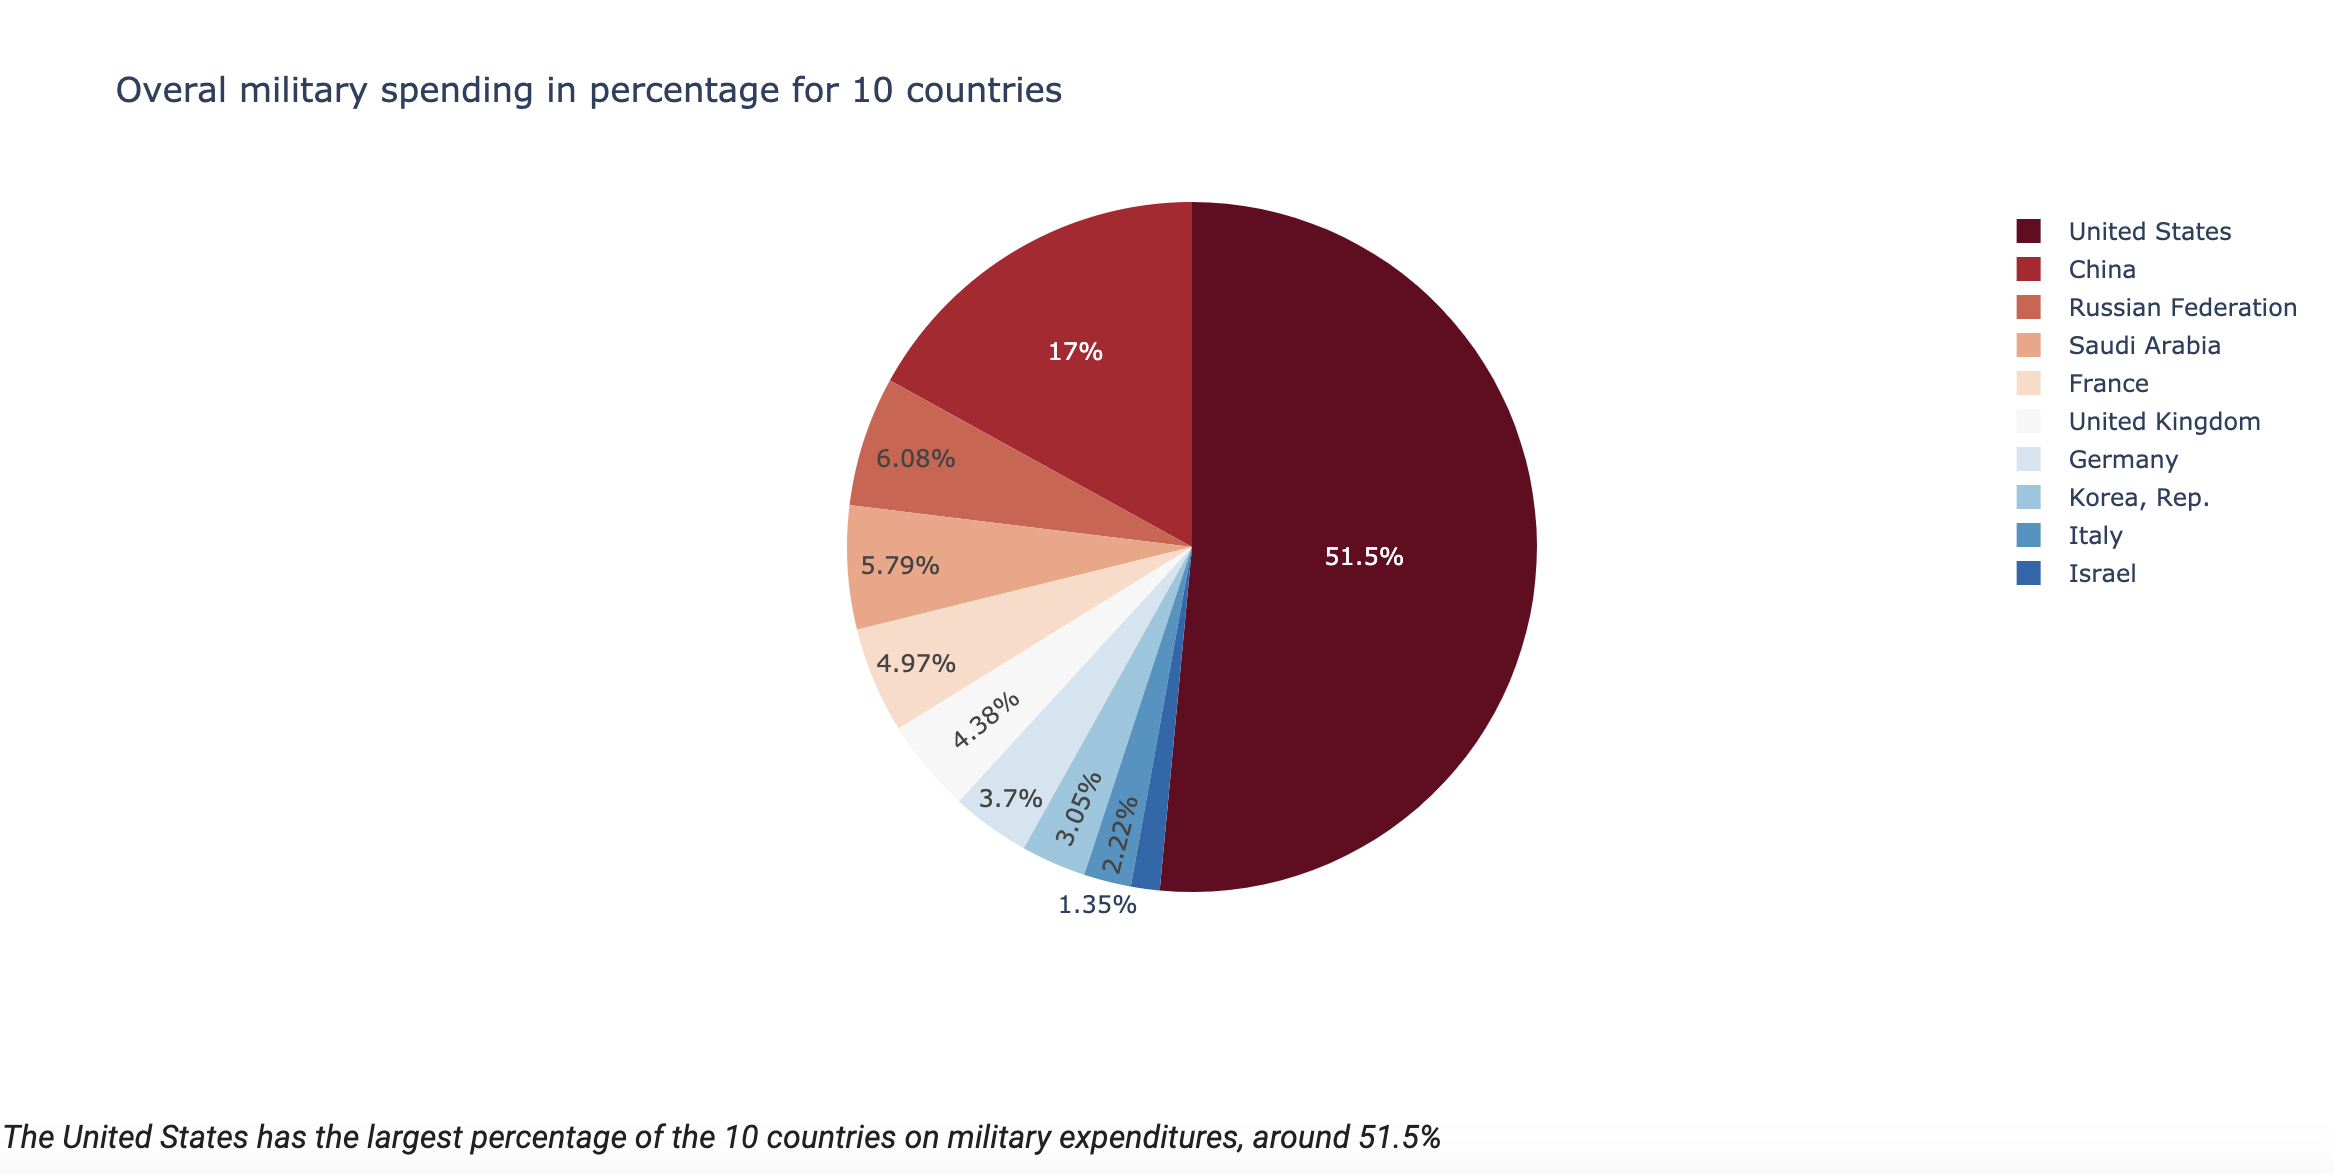 Overal military spending in percentage for 10 countries
United States
China
Russian Federation
Saudi Arabia
France
United Kingdom
Germany
Korea, Rep.
Italy
Israel
17%
6.08%
51.5%
5.79%
4.97%
4.38%
3.7%
3.05%
2.22%
1.35%
The United States has the largest percentage of the 10 countries on military expenditures, around 51.5%